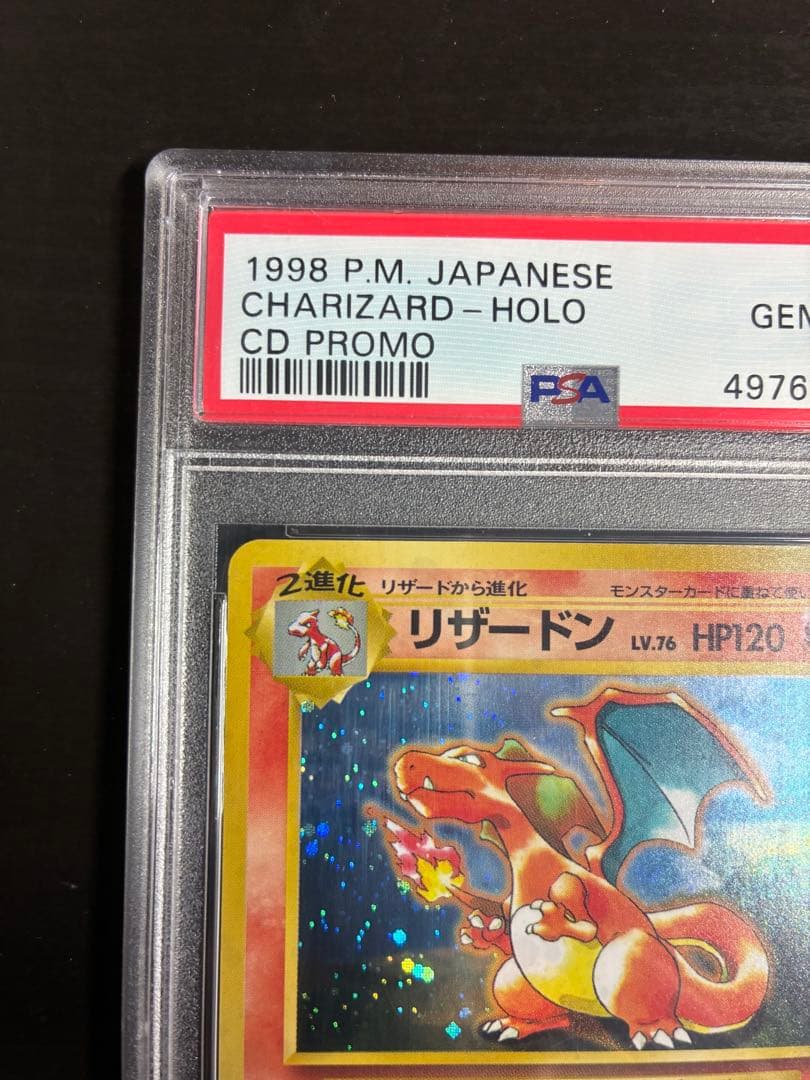 1998 P.M. JAPANESE
CHARIZARD – HOLO
GEM
CD PROMO
PSA
4976
2進化 リザードから進化 モンスターカードに重ねて使
リザードン LV.76 HP120